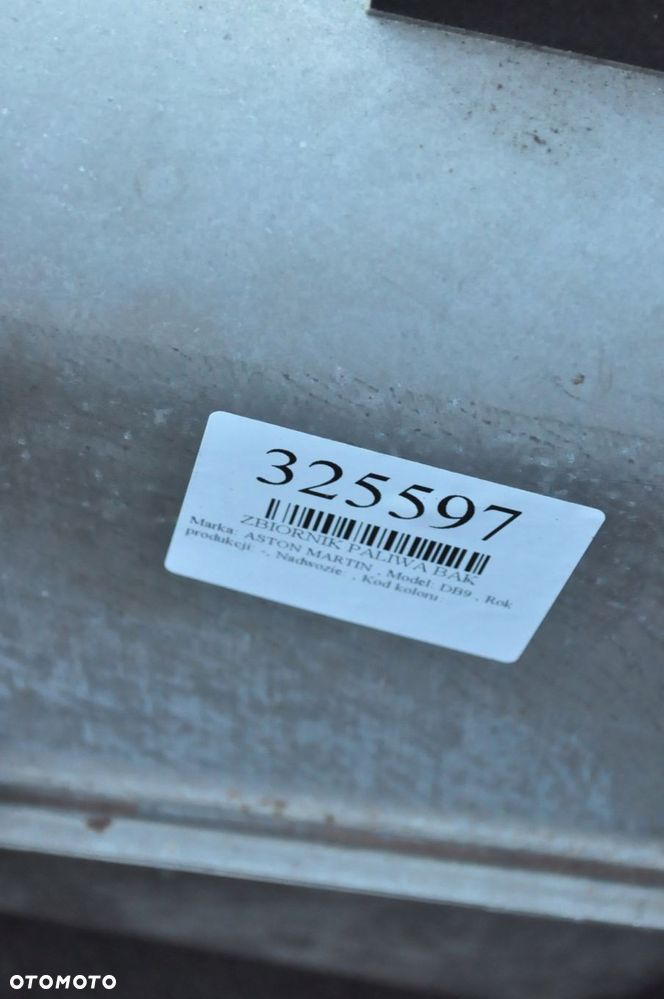 325597
ZBIORNIK PALIWA BAK
Marka: ASTON MARTIN , Model: DB9 , Rok
produkcji: -, Nadwozie: , Kod koloru
OTOMOTO